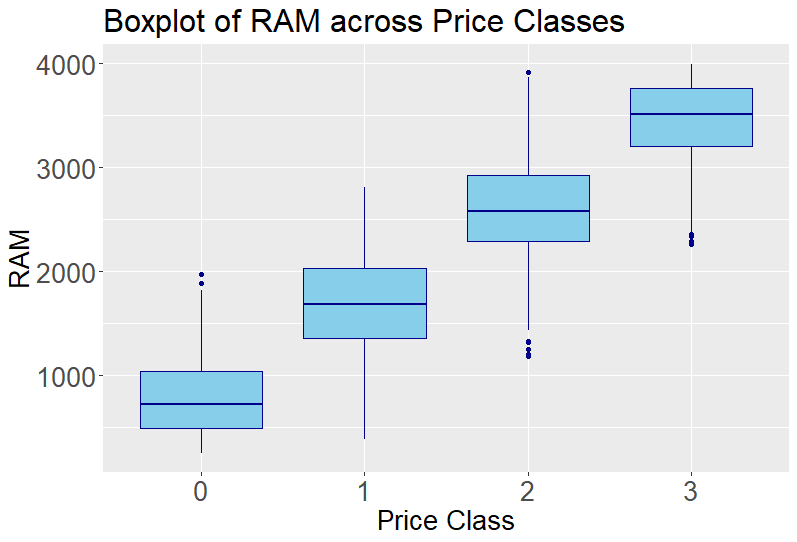 Boxplot of RAM across Price Classes
4000
3000
2000
1000
RAM
0 1 2 3
Price Class